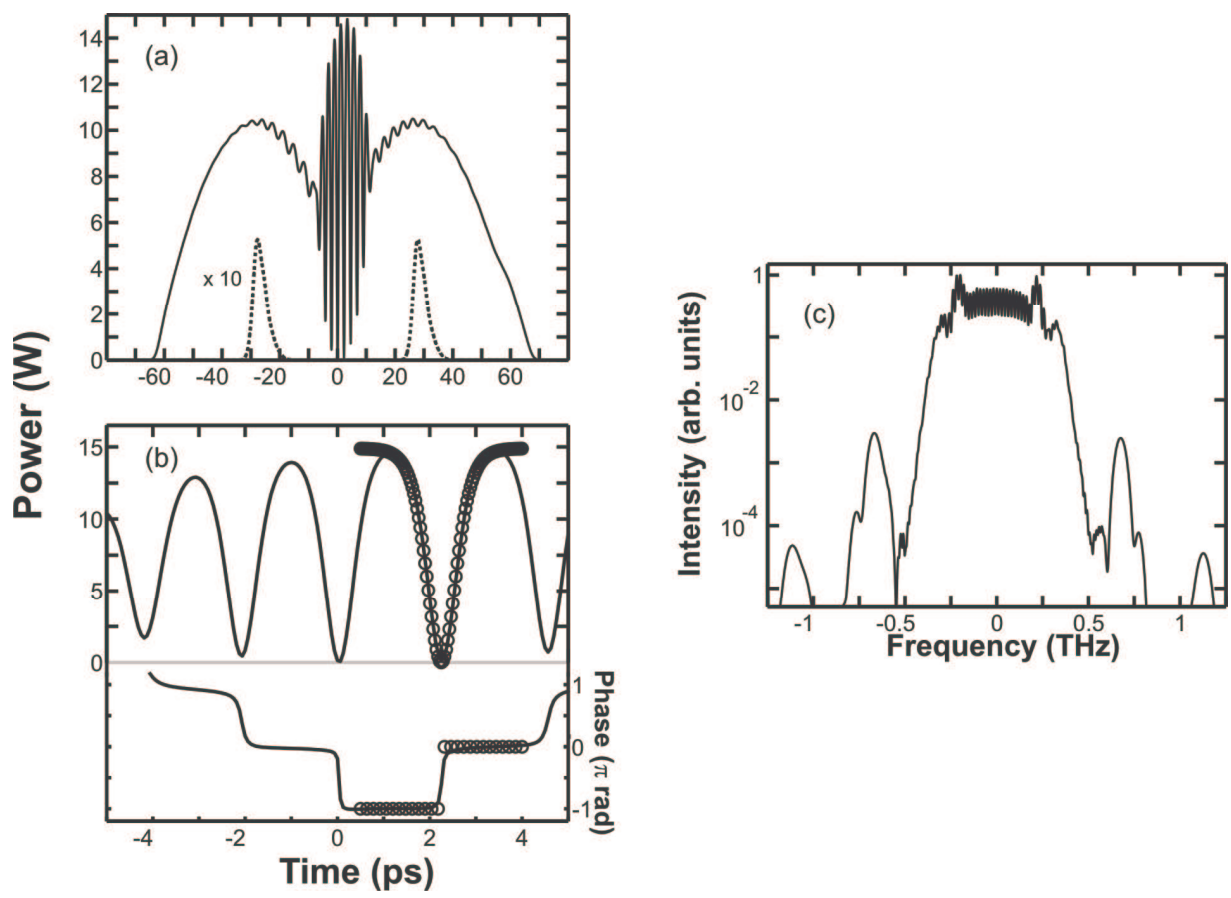 (a)
14
12
10
8
6
4
2
0
x 10
-60 -40 -20 0 20 40 60
Power (W)
(b)
15
10
5
0
1
0
-1
Phase (π rad)
-4 -2 0 2 4
Time (ps)
(c)
1
10-2
10-4
Intensity (arb. units)
-1 -0.5 0 0.5 1
Frequency (THz)